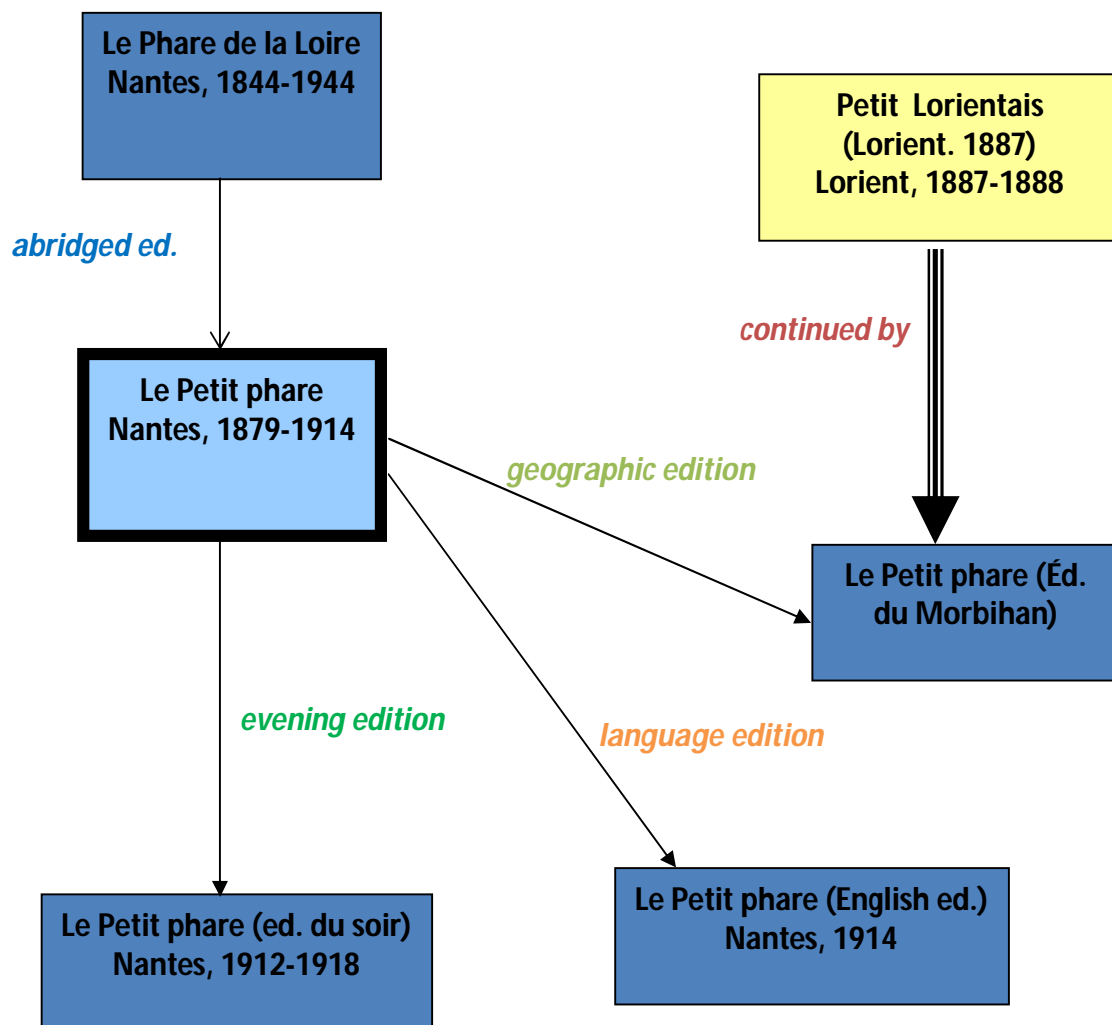 Le Phare de la Loire
Nantes, 1844-1944
Petit Lorientais
(Lorient. 1887)
Lorient, 1887-1888
abridged ed.
continued by
Le Petit phare
Nantes, 1879-1914
geographic edition
Le Petit phare (Éd.
du Morbihan)
evening edition
language edition
Le Petit phare (ed. du soir)
Nantes, 1912-1918
Le Petit phare (English ed.)
Nantes, 1914